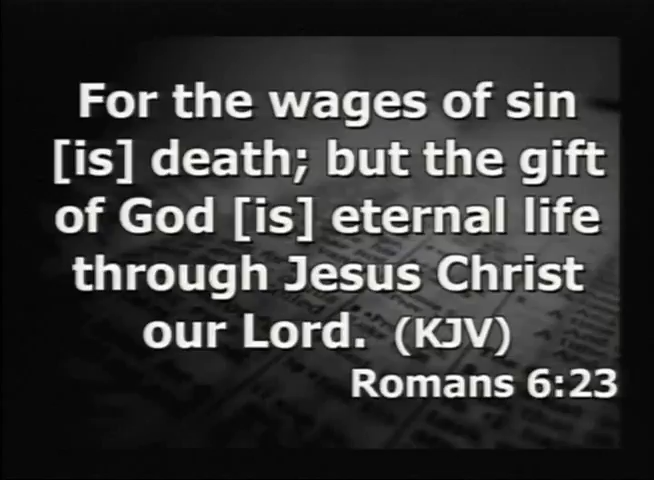 For the wages of sin
[is] death; but the gift
of God [is] eternal life
through Jesus Christ
our Lord. (KJV)
Romans 6:23